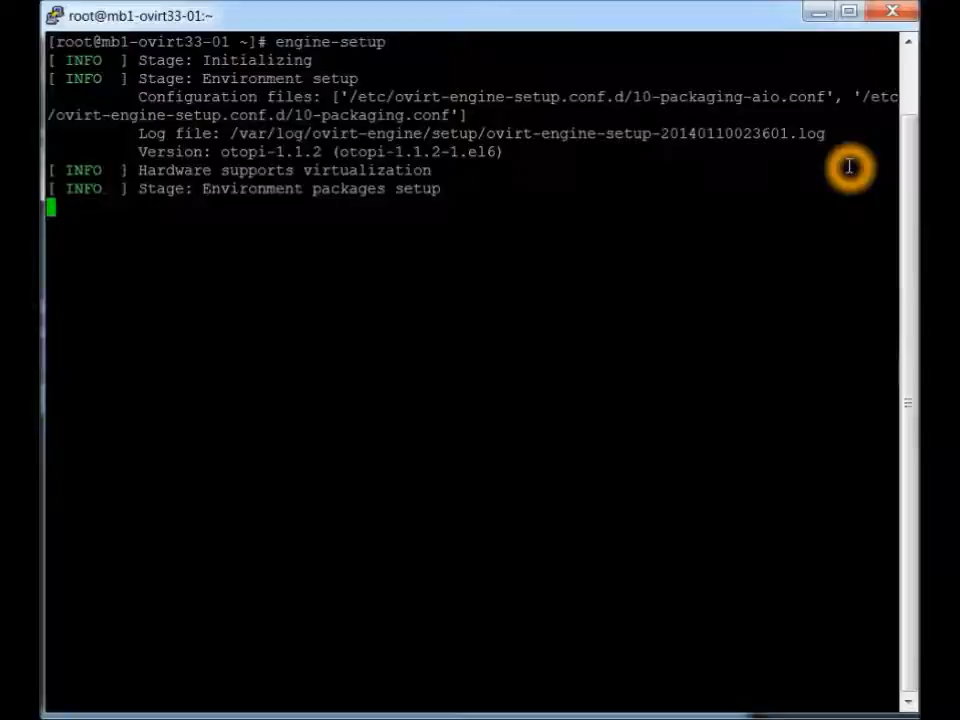 root@mb1-ovirt33-01:~
[root@mb1-ovirt33-01 ~]# engine-setup
[ INFO  ] Stage: Initializing
[ INFO  ] Stage: Environment setup
          Configuration files: ['/etc/ovirt-engine-setup.conf.d/10-packaging-aio.conf', '/etc
/ovirt-engine-setup.conf.d/10-packaging.conf']
          Log file: /var/log/ovirt-engine/setup/ovirt-engine-setup-20140110023601.log
          Version: otopi-1.1.2 (otopi-1.1.2-1.el6)
[ INFO  ] Hardware supports virtualization
[ INFO  ] Stage: Environment packages setup